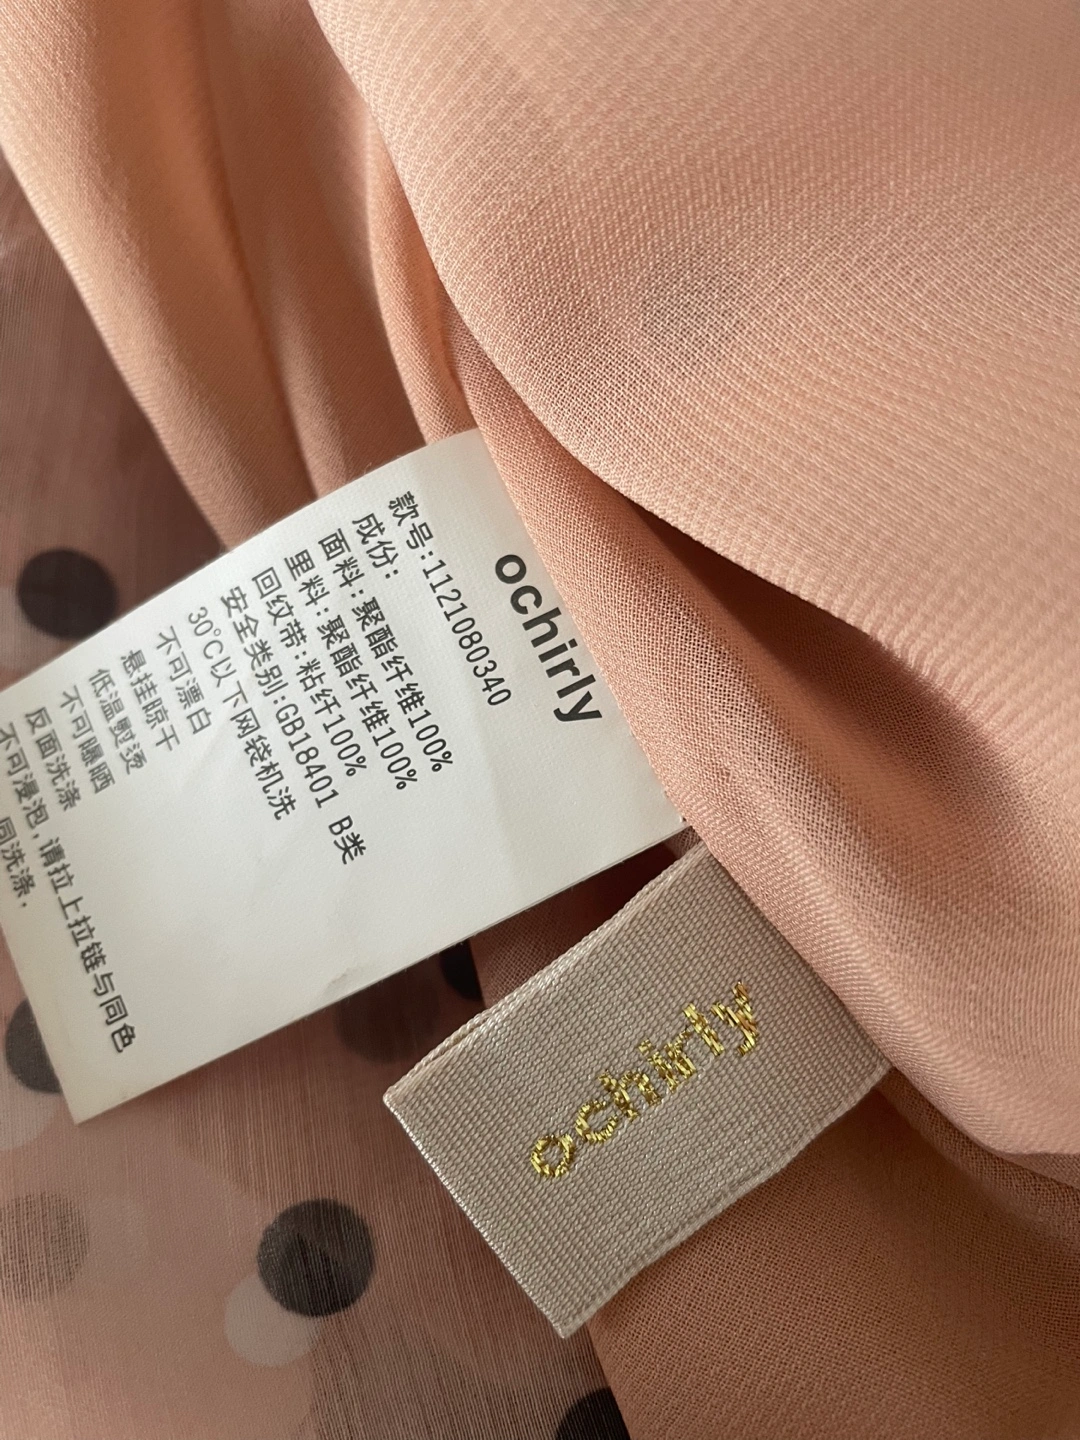 ochirly
款号:1121080340
成份:
面料:聚酯纤维100%
里料:聚酯纤维100%
回纹带:粘纤100%
安全类别:GB18401 B类
30℃以下网袋机洗
不可漂白
悬挂晾干
低温熨烫
不可曝晒
反面洗涤
不可浸泡,请拉上拉链与同色
同洗涤.
ochirly